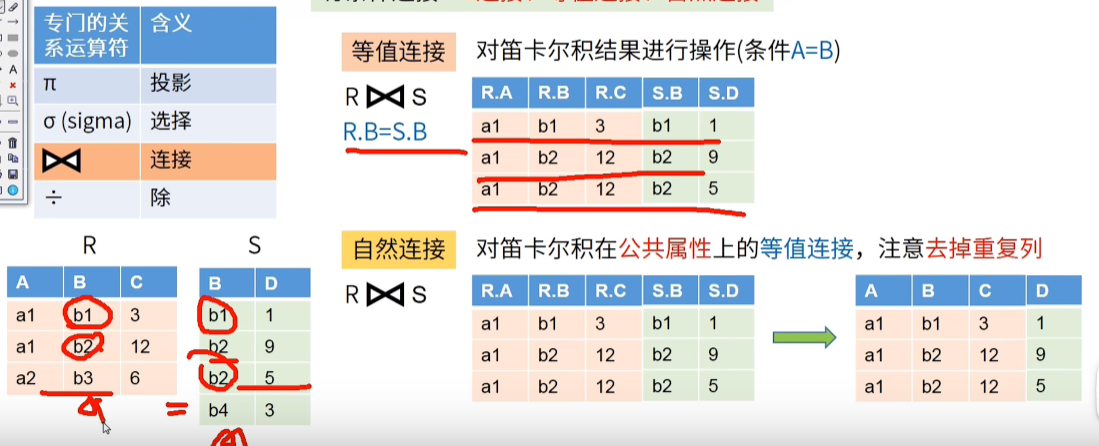 专门的关系运算符 含义
π 投影
σ (sigma) 选择
⋈ 连接
÷ 除
等值连接 对笛卡尔积结果进行操作(条件A=B)
R ⋈ S
R.B=S.B
R.A R.B R.C S.B S.D
a1 b1 3 b1 1
a1 b2 12 b2 9
a1 b2 12 b2 5
R
A B C
a1 b1 3
a1 b2 12
a2 b3 6
=
S
B D
b1 1
b2 9
b2 5
b4 3
自然连接 对笛卡尔积在公共属性上的等值连接，注意去掉重复列
R ⋈ S
R.A R.B R.C S.B S.D
a1 b1 3 b1 1
a1 b2 12 b2 9
a1 b2 12 b2 5
A B C D
a1 b1 3 1
a1 b2 12 9
a1 b2 12 5